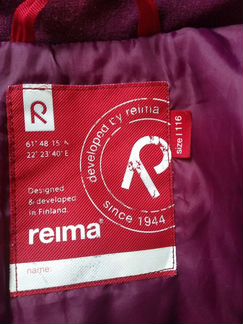 R
61° 48' 15" N
22° 23' 40" E
developed by reima
R
since 1944
size | 116
Designed
& developed
in Finland.
reima®
name: